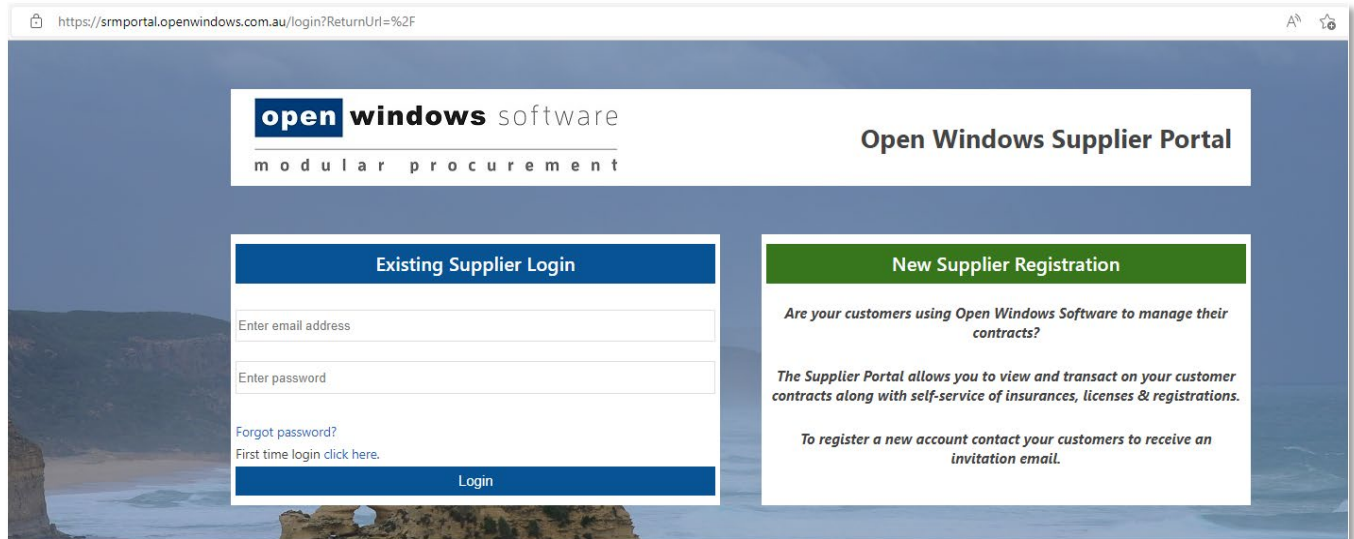 https://srmportal.openwindows.com.au/login?ReturnUrl=%2F
open windows software
modular procurement
Open Windows Supplier Portal
Existing Supplier Login
Enter email address
Enter password
Forgot password?
First time login click here.
Login
New Supplier Registration
Are your customers using Open Windows Software to manage their
contracts?
The Supplier Portal allows you to view and transact on your customer
contracts along with self-service of insurances, licenses & registrations.
To register a new account contact your customers to receive an
invitation email.